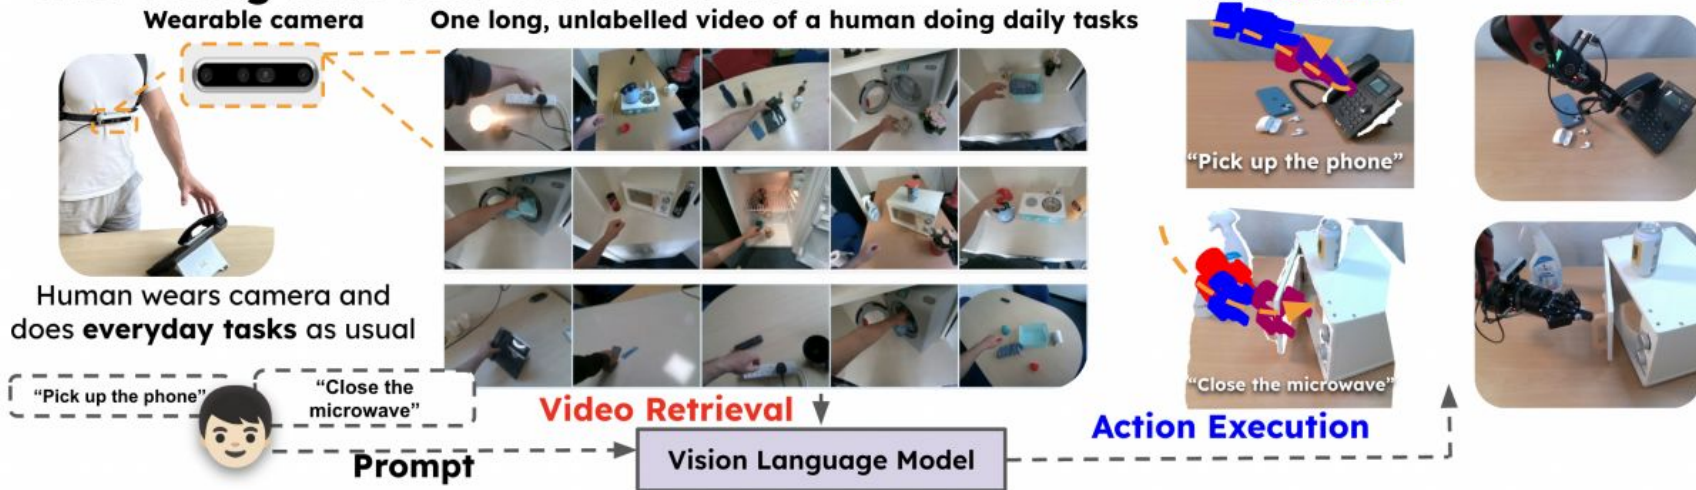 Wearable camera
One long, unlabelled video of a human doing daily tasks
Human wears camera and
does everyday tasks as usual
"Pick up the phone"
"Close the
microwave"
Prompt
Video Retrieval
Vision Language Model
Action Execution
"Pick up the phone"
"Close the microwave"